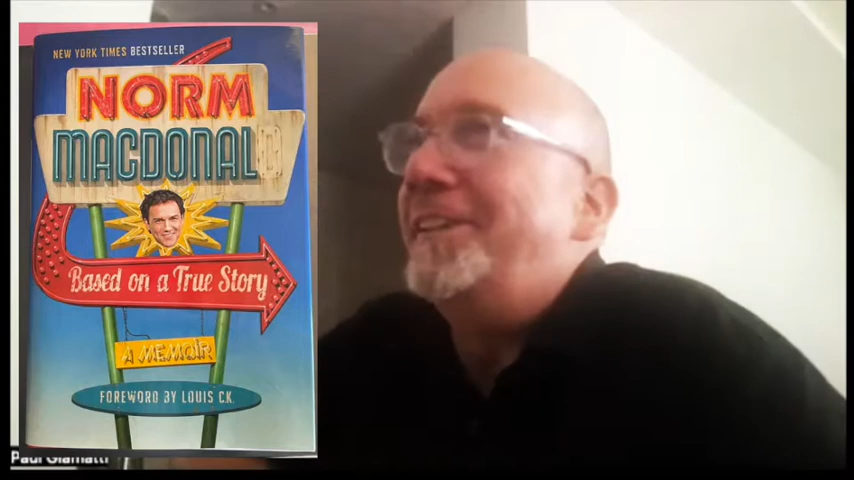 NEW YORK TIMES BESTSELLER
NORM
MACDONALD
Based on a True Story
A MEMOIR
FOREWORD BY LOUIS C.K.
Paul Giamatti